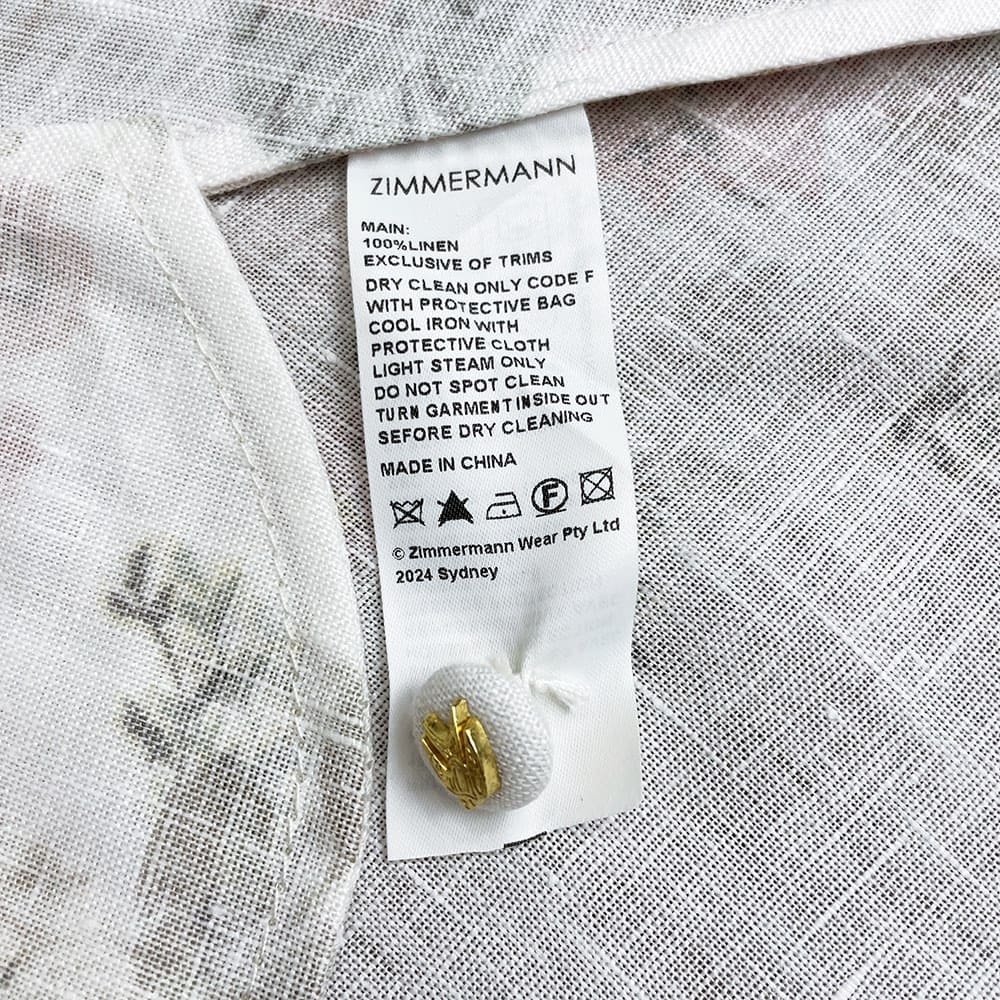 ZIMMERMANN
MAIN:
100%LINEN
EXCLUSIVE OF TRIMS
DRY CLEAN ONLY CODE F
WITH PROTECTIVE BAG
COOL IRON WITH
PROTECTIVE CLOTH
LIGHT STEAM ONLY
DO NOT SPOT CLEAN
TURN GARMENT INSIDE OUT
SEFORE DRY CLEANING
MADE IN CHINA
F
© Zimmermann Wear Pty Ltd
2024 Sydney